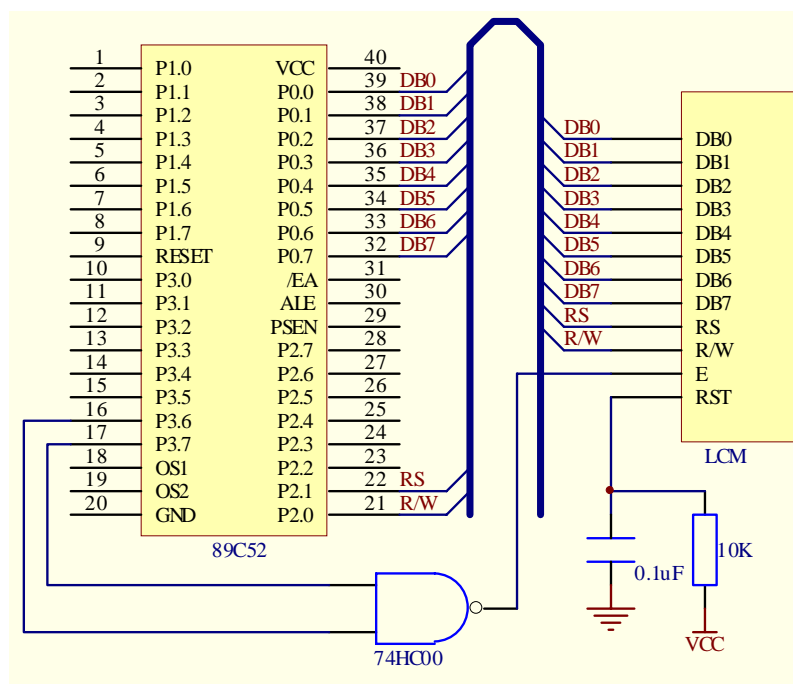 1 P1.0 VCC 40
2 P1.1 P0.0 39 DB0
3 P1.2 P0.1 38 DB1
4 P1.3 P0.2 37 DB2
5 P1.4 P0.3 36 DB3
6 P1.5 P0.4 35 DB4
7 P1.6 P0.5 34 DB5
8 P1.7 P0.6 33 DB6
9 RESET P0.7 32 DB7
10 P3.0 /EA 31
11 P3.1 ALE 30
12 P3.2 PSEN 29
13 P3.3 P2.7 28
14 P3.4 P2.6 27
15 P3.5 P2.5 26
16 P3.6 P2.4 25
17 P3.7 P2.3 24
18 OS1 P2.2 23
19 OS2 P2.1 22 RS
20 GND P2.0 21 R/W
89C52
DB0 DB0
DB1 DB1
DB2 DB2
DB3 DB3
DB4 DB4
DB5 DB5
DB6 DB6
DB7 DB7
RS RS
R/W R/W
E
RST
LCM
10K
0.1uF
VCC
74HC00